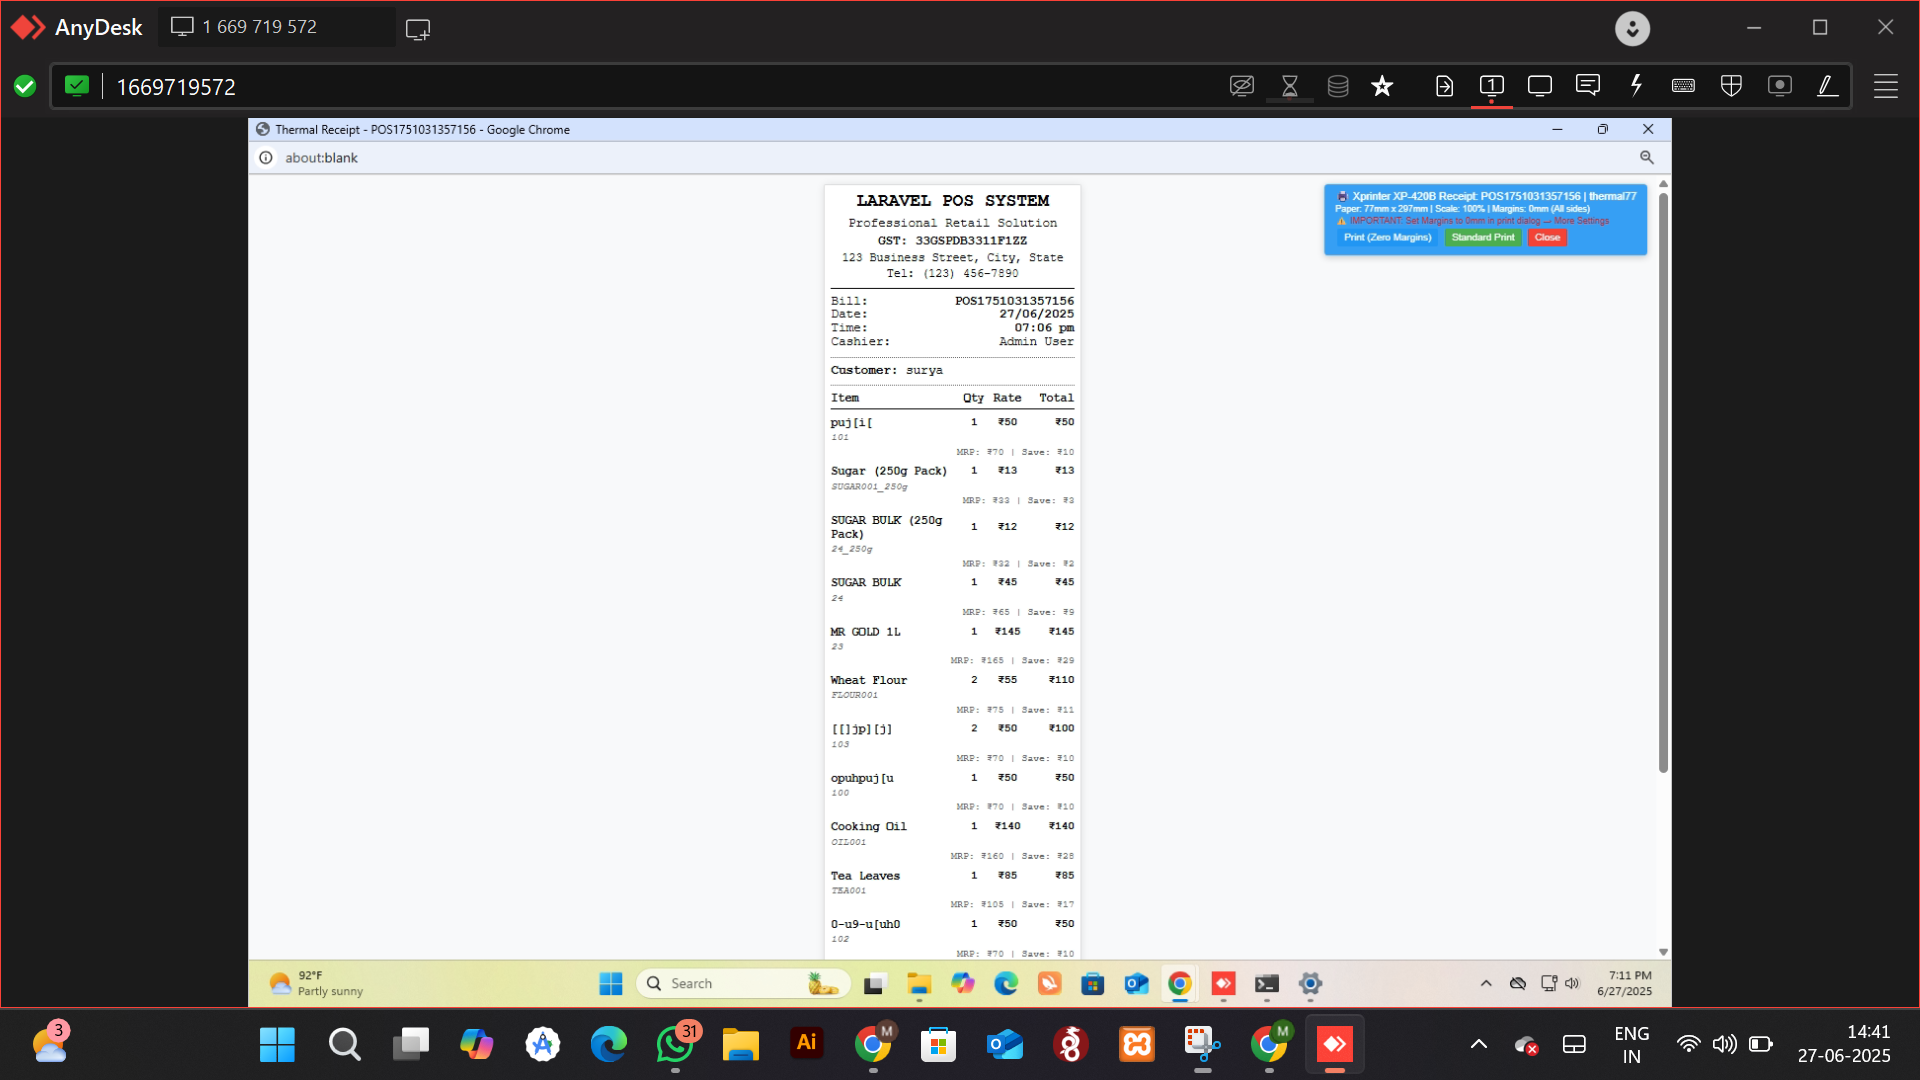 AnyDesk
1 669 719 572
1669719572
1
Thermal Receipt - POS1751031357156 - Google Chrome
about:blank
LARAVEL POS SYSTEM
Professional Retail Solution
GST: 33GSPDB3311F1ZZ
123 Business Street, City, State
Tel: (123) 456-7890
Bill: POS1751031357156
Date: 27/06/2025
Time: 07:06 pm
Cashier: Admin User
Customer: surya
Item Qty Rate Total
puj[i[ 1 ₹50 ₹50
101
MRP: ₹70 | Save: ₹10
Sugar (250g Pack) 1 ₹13 ₹13
SUGAR001_250g
MRP: ₹33 | Save: ₹3
SUGAR BULK (250g Pack) 1 ₹12 ₹12
24_250g
MRP: ₹32 | Save: ₹2
SUGAR BULK 1 ₹45 ₹45
24
MRP: ₹65 | Save: ₹9
MR GOLD 1L 1 ₹145 ₹145
23
MRP: ₹165 | Save: ₹29
Wheat Flour 2 ₹55 ₹110
FLOUR001
MRP: ₹75 | Save: ₹11
[[]jp][j] 2 ₹50 ₹100
103
MRP: ₹70 | Save: ₹10
opuhpuj[u 1 ₹50 ₹50
100
MRP: ₹70 | Save: ₹10
Cooking Oil 1 ₹140 ₹140
OIL001
MRP: ₹160 | Save: ₹28
Tea Leaves 1 ₹85 ₹85
TEA001
MRP: ₹105 | Save: ₹17
0-u9-u[uh0 1 ₹50 ₹50
102
MRP: ₹70 | Save: ₹10
Xprinter XP-420B Receipt: POS1751031357156 | thermal77
Paper: 77mm x 297mm | Scale: 100% | Margins: 0mm (All sides)
IMPORTANT: Set Margins to 0mm in print dialog → More Settings
Print (Zero Margins) Standard Print Close
92°F
Partly sunny
Search
7:11 PM
6/27/2025
3
31
Ai
M
M
ENG
IN
14:41
27-06-2025